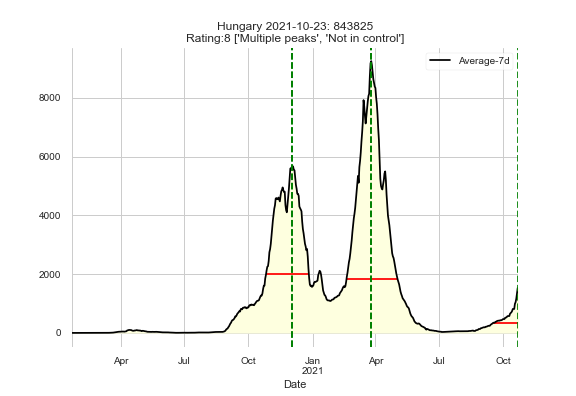 Hungary 2021-10-23: 843825
Rating:8 ['Multiple peaks', 'Not in control']
Average-7d
8000
6000
4000
2000
0
Apr
Jul
Oct
Jan
2021
Apr
Jul
Oct
Date